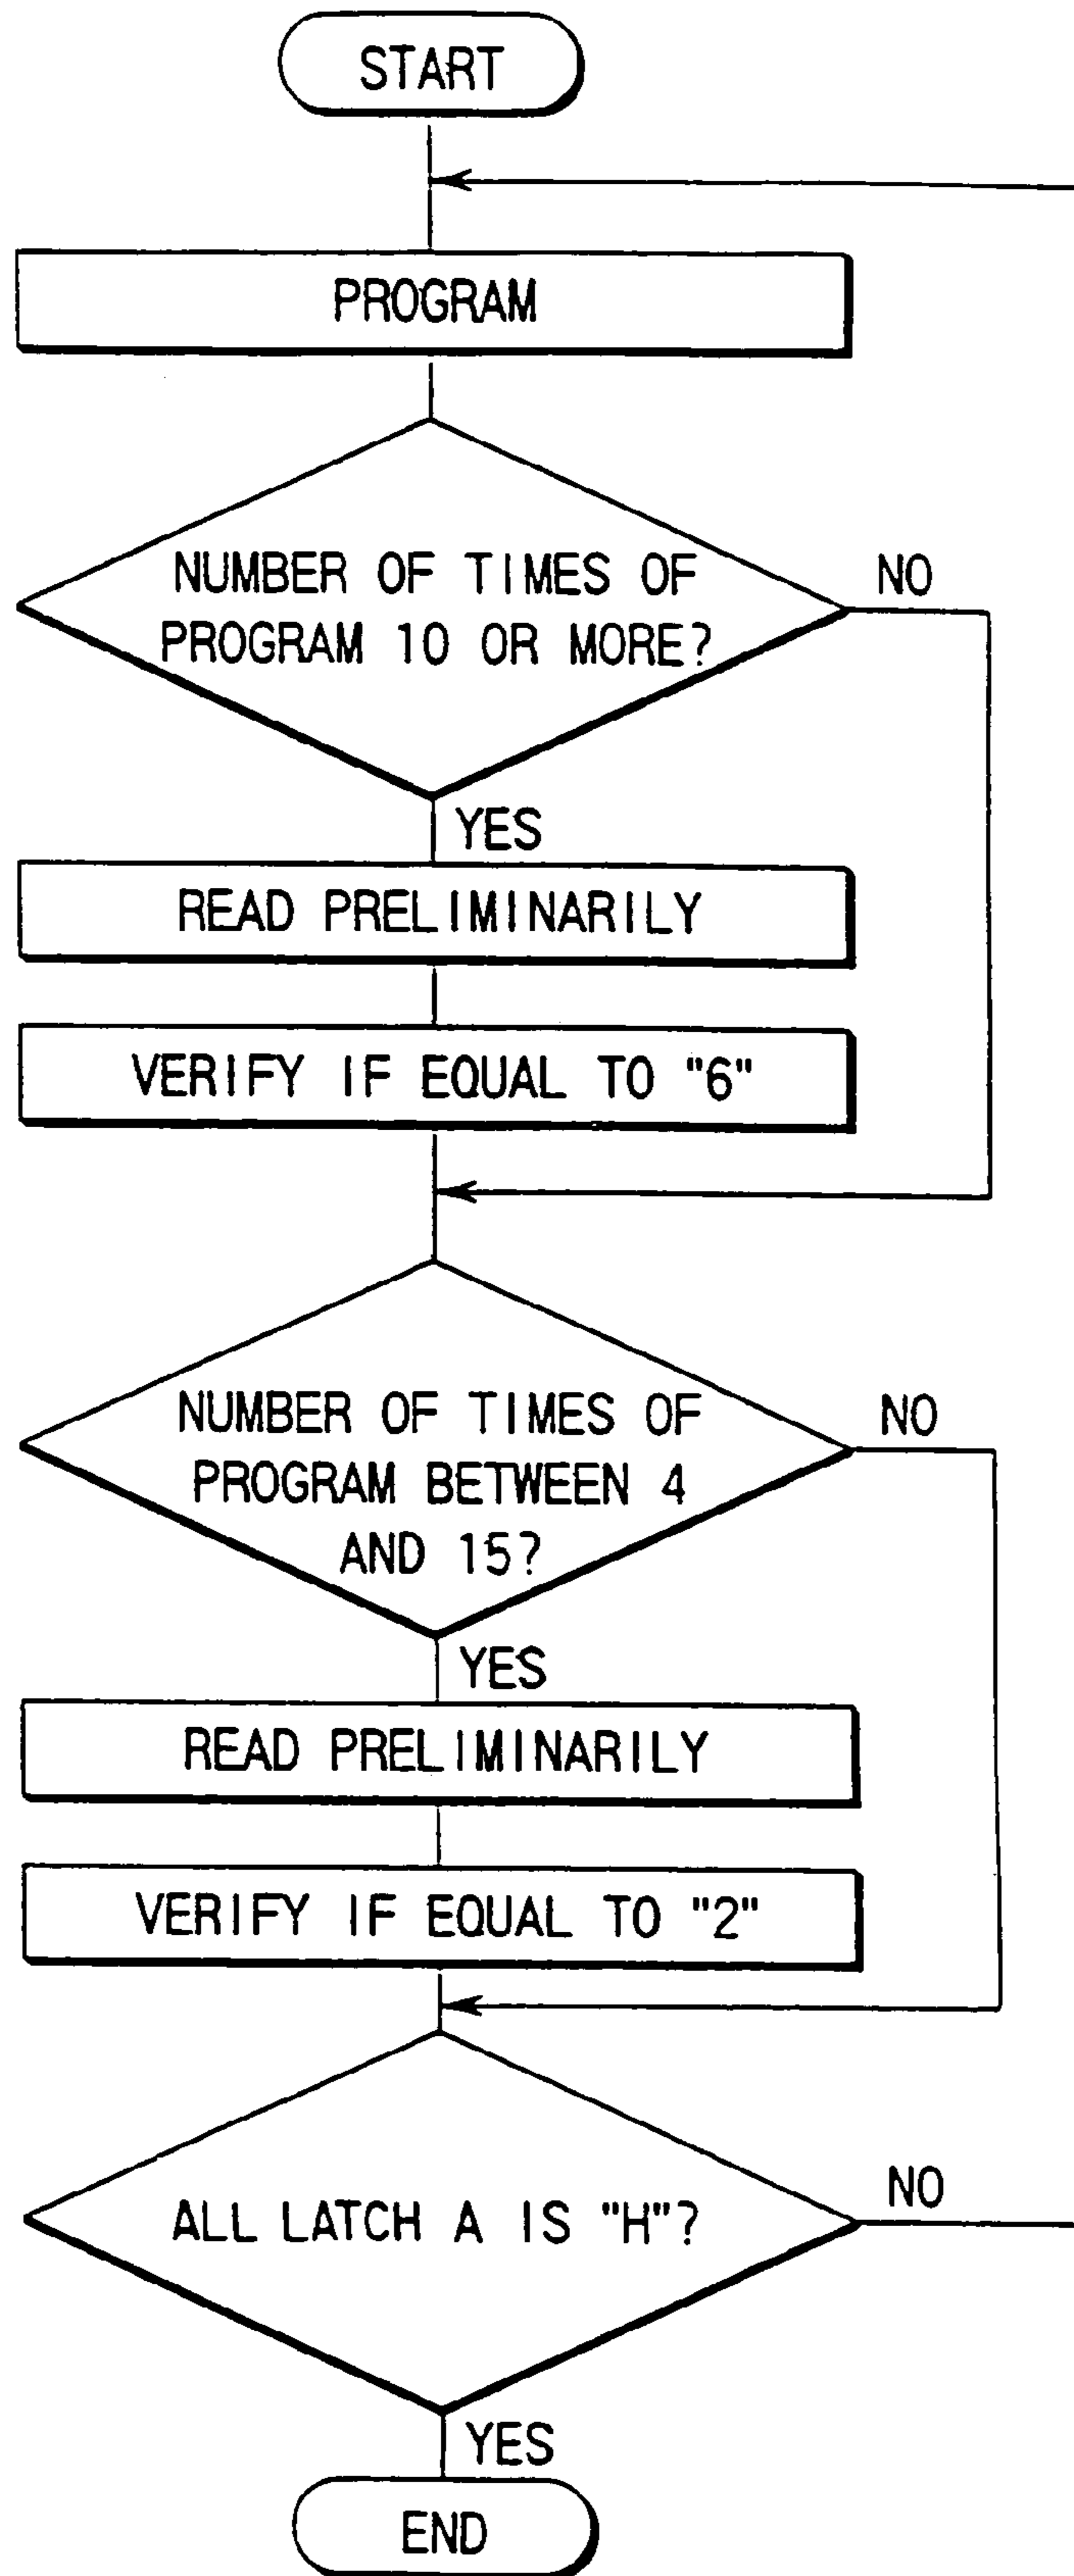 START
PROGRAM
NUMBER OF TIMES OF
PROGRAM 10 OR MORE?
NO
YES
READ PRELIMINARILY
VERIFY IF EQUAL TO "6"
NUMBER OF TIMES OF
PROGRAM BETWEEN 4
AND 15?
NO
YES
READ PRELIMINARILY
VERIFY IF EQUAL TO "2"
ALL LATCH A IS "H"?
NO
YES
END